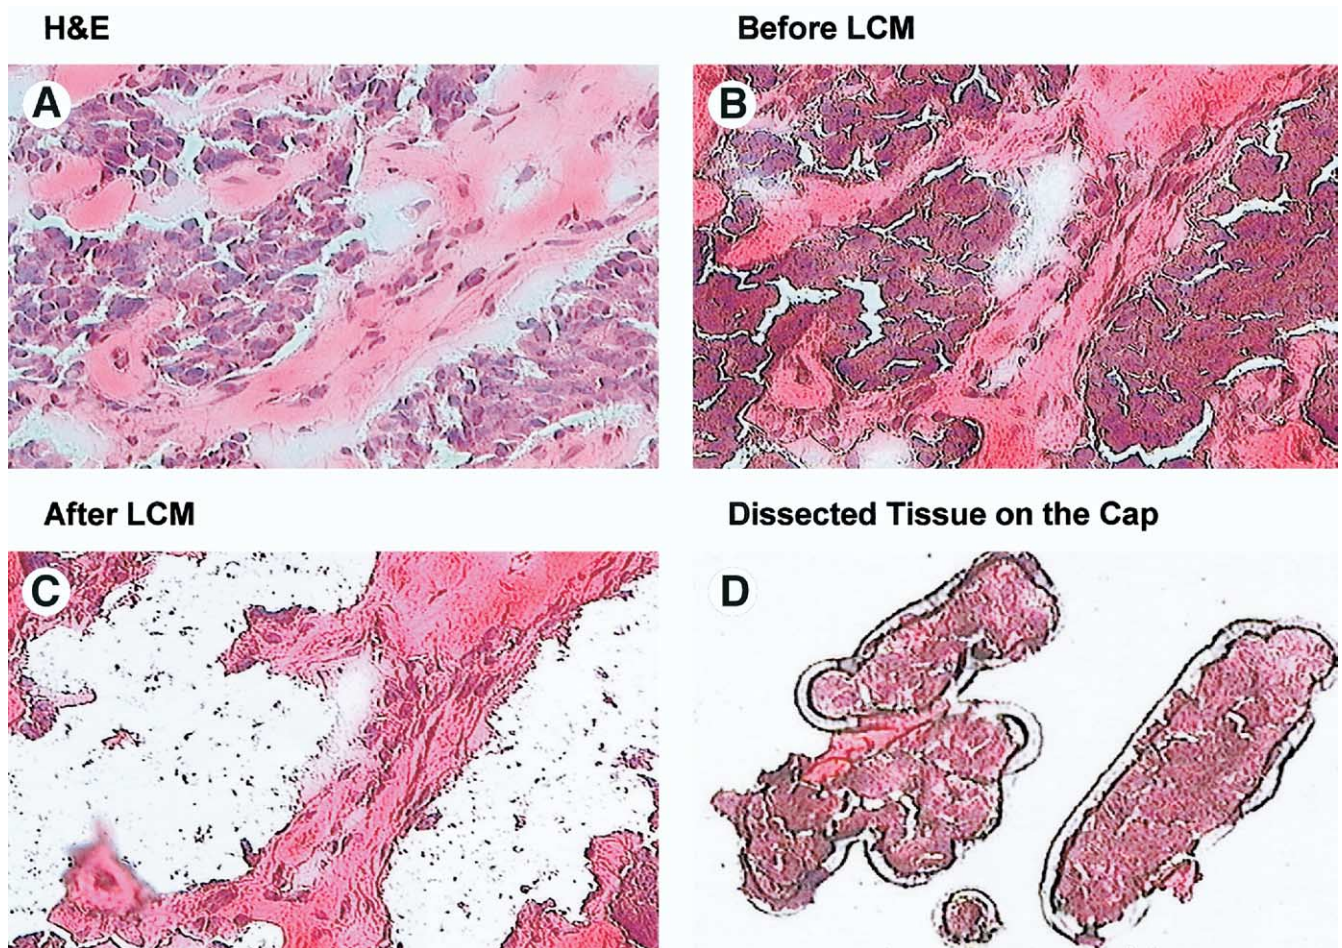 H&E
Before LCM
A
B
After LCM
Dissected Tissue on the Cap
C
D